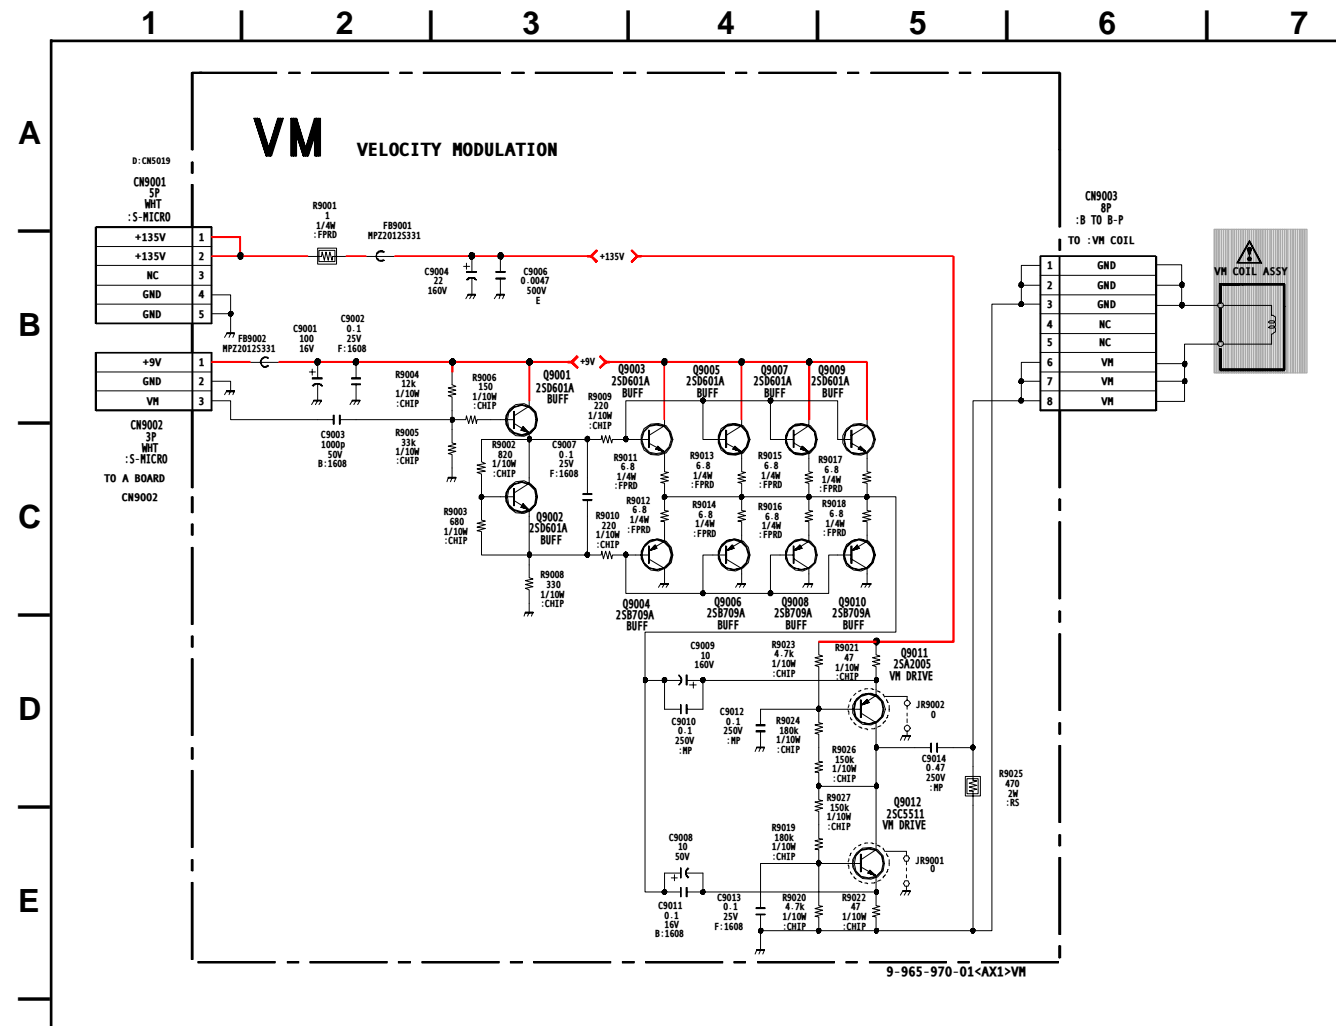 1 2 3 4 5 6 7
A
B
C
D
E
VM VELOCITY MODULATION
D:CN5019
CN9001
5P
WHT
:S-MICRO
+135V 1
+135V 2
NC 3
GND 4
GND 5
+9V 1
GND 2
VM 3
CN9002
3P
WHT
:S-MICRO
TO A BOARD
CN9002
R9001
1
1/4W
:FPRD
FB9001
MPZ2012S331
C9004
22
160V
C9006
0.0047
500V
E
+135V
FB9002
MPZ2012S331
C9001
100
16V
C9002
0.1
25V
F:1608
C9003
1000p
50V
B:1608
R9004
12k
1/10W
:CHIP
R9005
33k
1/10W
:CHIP
R9006
150
1/10W
:CHIP
Q9001
2SD601A
BUFF
+9V
R9002
820
1/10W
:CHIP
R9003
680
1/10W
:CHIP
Q9002
2SD601A
BUFF
C9007
0.1
25V
F:1608
R9008
330
1/10W
:CHIP
R9009
220
1/10W
:CHIP
R9010
220
1/10W
:CHIP
Q9003
2SD601A
BUFF
Q9005
2SD601A
BUFF
Q9007
2SD601A
BUFF
Q9009
2SD601A
BUFF
R9011
6.8
1/4W
:FPRD
R9013
6.8
1/4W
:FPRD
R9015
6.8
1/4W
:FPRD
R9017
6.8
1/4W
:FPRD
R9012
6.8
1/4W
:FPRD
R9014
6.8
1/4W
:FPRD
R9016
6.8
1/4W
:FPRD
R9018
6.8
1/4W
:FPRD
Q9004
2SB709A
BUFF
Q9006
2SB709A
BUFF
Q9008
2SB709A
BUFF
Q9010
2SB709A
BUFF
C9009
10
160V
C9010
0.1
250V
:MP
C9012
0.1
250V
:MP
R9023
4.7k
1/10W
:CHIP
R9021
47
1/10W
:CHIP
Q9011
2SA2005
VM DRIVE
JR9002
0
R9024
180k
1/10W
:CHIP
R9026
150k
1/10W
:CHIP
C9014
0.47
250V
:MP
R9025
470
2W
:RS
R9027
150k
1/10W
:CHIP
R9019
180k
1/10W
:CHIP
Q9012
2SC5511
VM DRIVE
JR9001
0
C9008
10
50V
C9011
0.1
16V
B:1608
C9013
0.1
25V
F:1608
R9020
4.7k
1/10W
:CHIP
R9022
47
1/10W
:CHIP
CN9003
8P
:B TO B-P
TO :VM COIL
1 GND
2 GND
3 GND
4 NC
5 NC
6 VM
7 VM
8 VM
VM COIL ASSY
9-965-970-01<AX1>VM